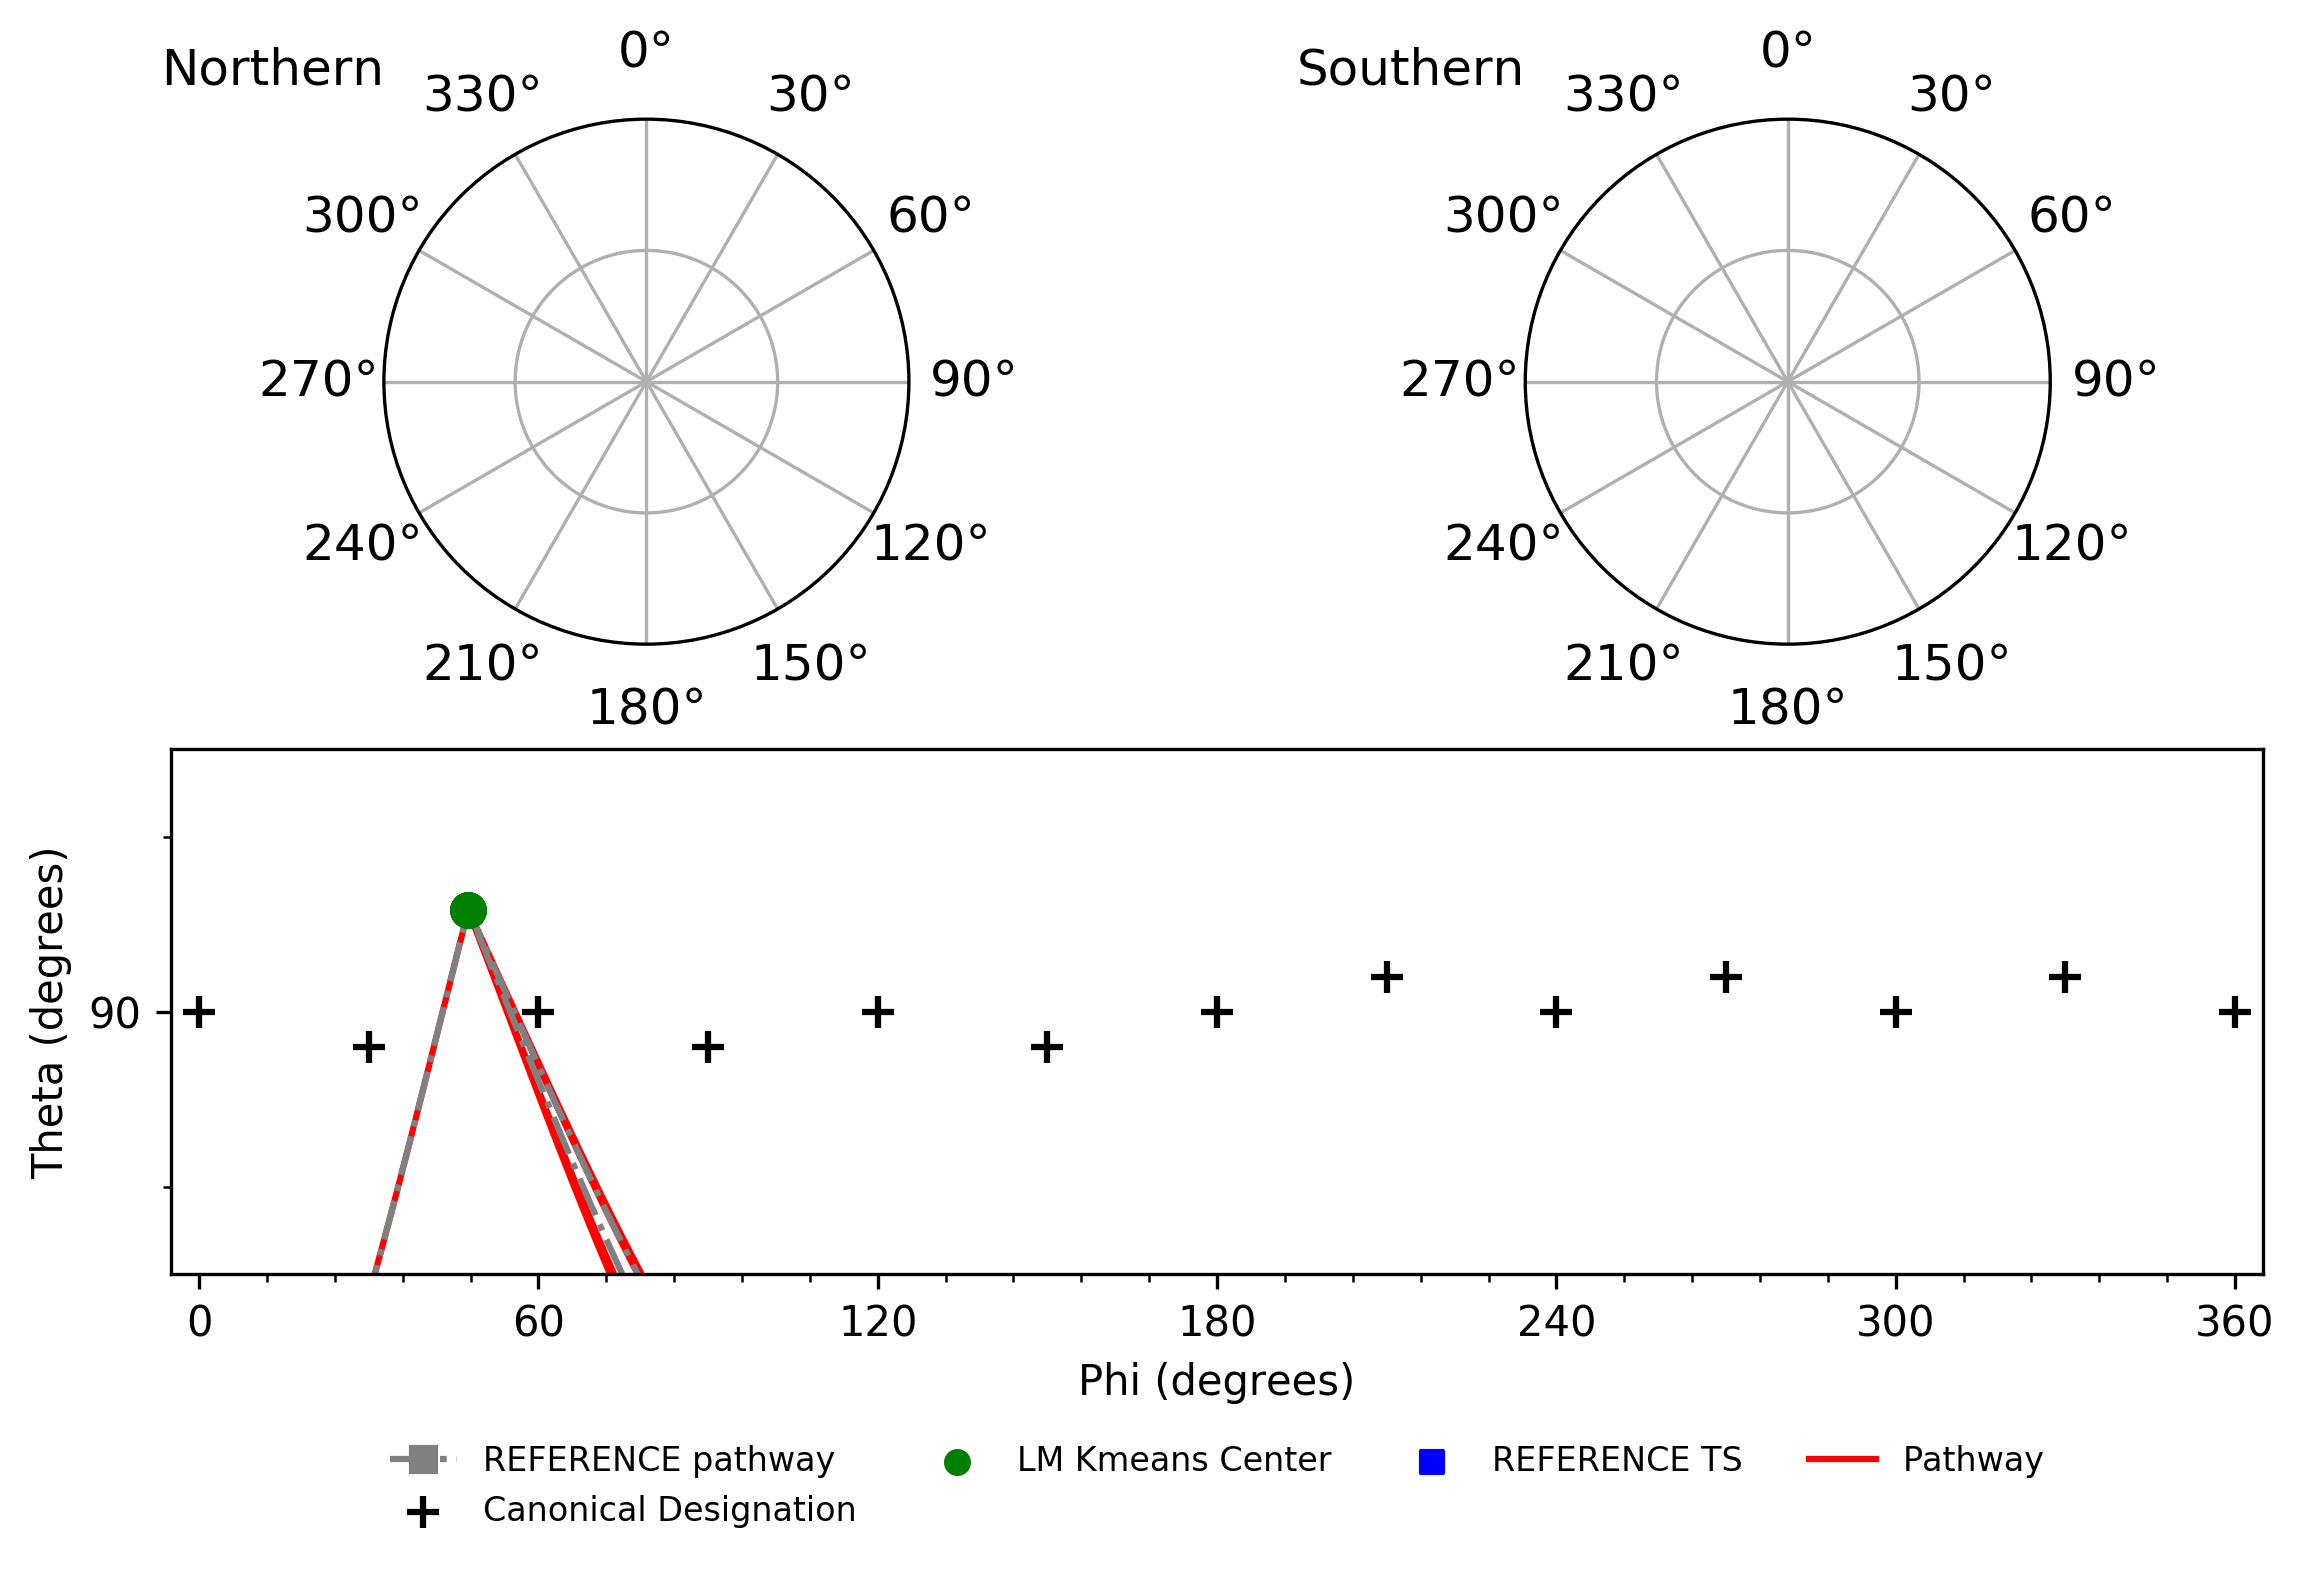 Northern
0°
30°
60°
90°
120°
150°
180°
210°
240°
270°
300°
330°
Southern
0°
30°
60°
90°
120°
150°
180°
210°
240°
270°
300°
330°
Theta (degrees)
90
0 60 120 180 240 300 360
Phi (degrees)
REFERENCE pathway
Canonical Designation
LM Kmeans Center
REFERENCE TS
Pathway